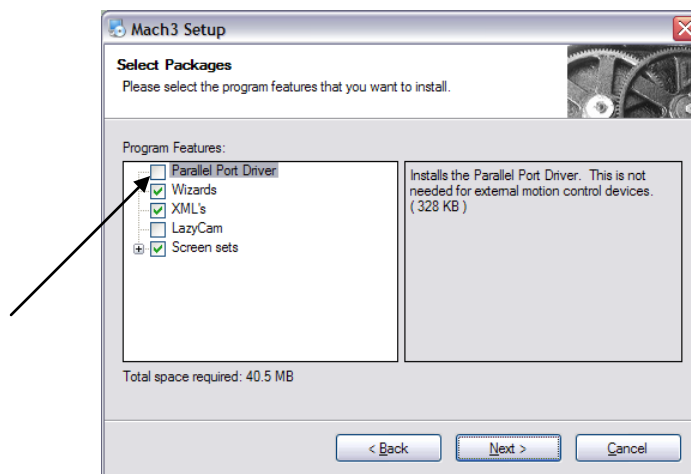 Mach3 Setup
Select Packages
Please select the program features that you want to install.
Program Features:
Parallel Port Driver
Wizards
XML's
LazyCam
Screen sets
Installs the Parallel Port Driver.  This is not
needed for external motion control devices.
( 328 KB )
Total space required: 40.5 MB
< Back
Next >
Cancel